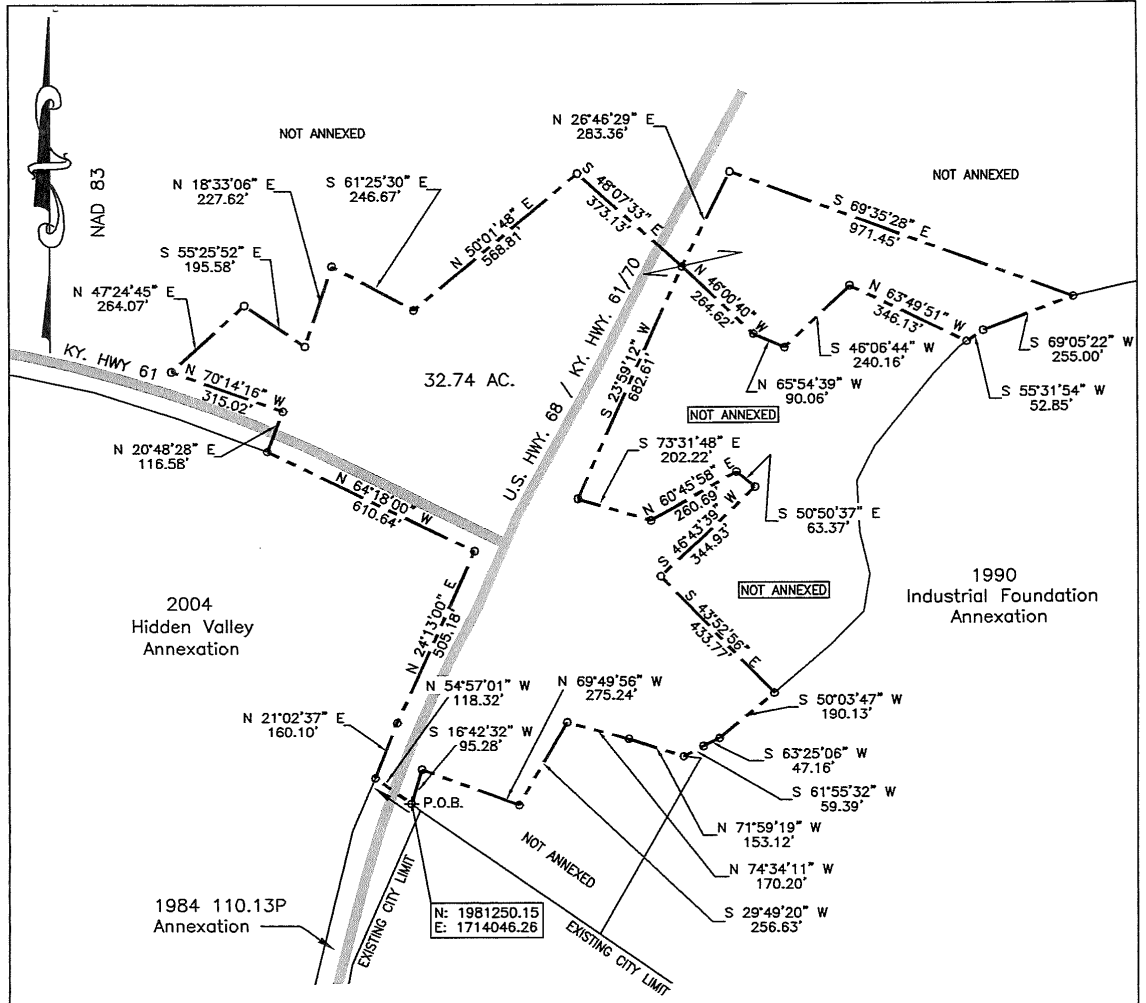 NAD 83
NOT ANNEXED
N 26°46'29" E
283.36'
NOT ANNEXED
N 18°33'06" E
227.62'
S 61°25'30" E
246.67'
S 48°07'33" E
373.13'
S 69°35'28" E
971.45'
S 55°25'52" E
195.58'
N 50°01'48" E
568.81'
N 47°24'45" E
264.07'
N 46°00'40" W
264.62'
N 63°49'51" W
346.13'
KY. HWY 61
N 70°14'16" W
315.02'
32.74 AC.
U.S. HWY. 68 / KY. HWY. 61/70
S 23°59'12" W
682.61'
S 46°06'44" W
240.16'
S 69°05'22" W
255.00'
N 65°54'39" W
90.06'
S 55°31'54" W
52.85'
NOT ANNEXED
N 20°48'28" E
116.58'
S 73°31'48" E
202.22'
N 60°45'58" E
260.69'
N 64°18'00" W
610.64'
S 50°50'37" E
63.37'
S 46°43'39" W
344.93'
2004
Hidden Valley
Annexation
S 43°52'56" E
433.77'
NOT ANNEXED
1990
Industrial Foundation
Annexation
N 24°13'00" E
505.18'
N 54°57'01" W
118.32'
N 69°49'56" W
275.24'
S 50°03'47" W
190.13'
N 21°02'37" E
160.10'
S 16°42'32" W
95.28'
S 63°25'06" W
47.16'
P.O.B.
S 61°55'32" W
59.39'
N 71°59'19" W
153.12'
NOT ANNEXED
N 74°34'11" W
170.20'
1984 110.13P
Annexation
EXISTING CITY LIMIT
N: 1981250.15
E: 1714046.26
S 29°49'20" W
256.63'
EXISTING CITY LIMIT